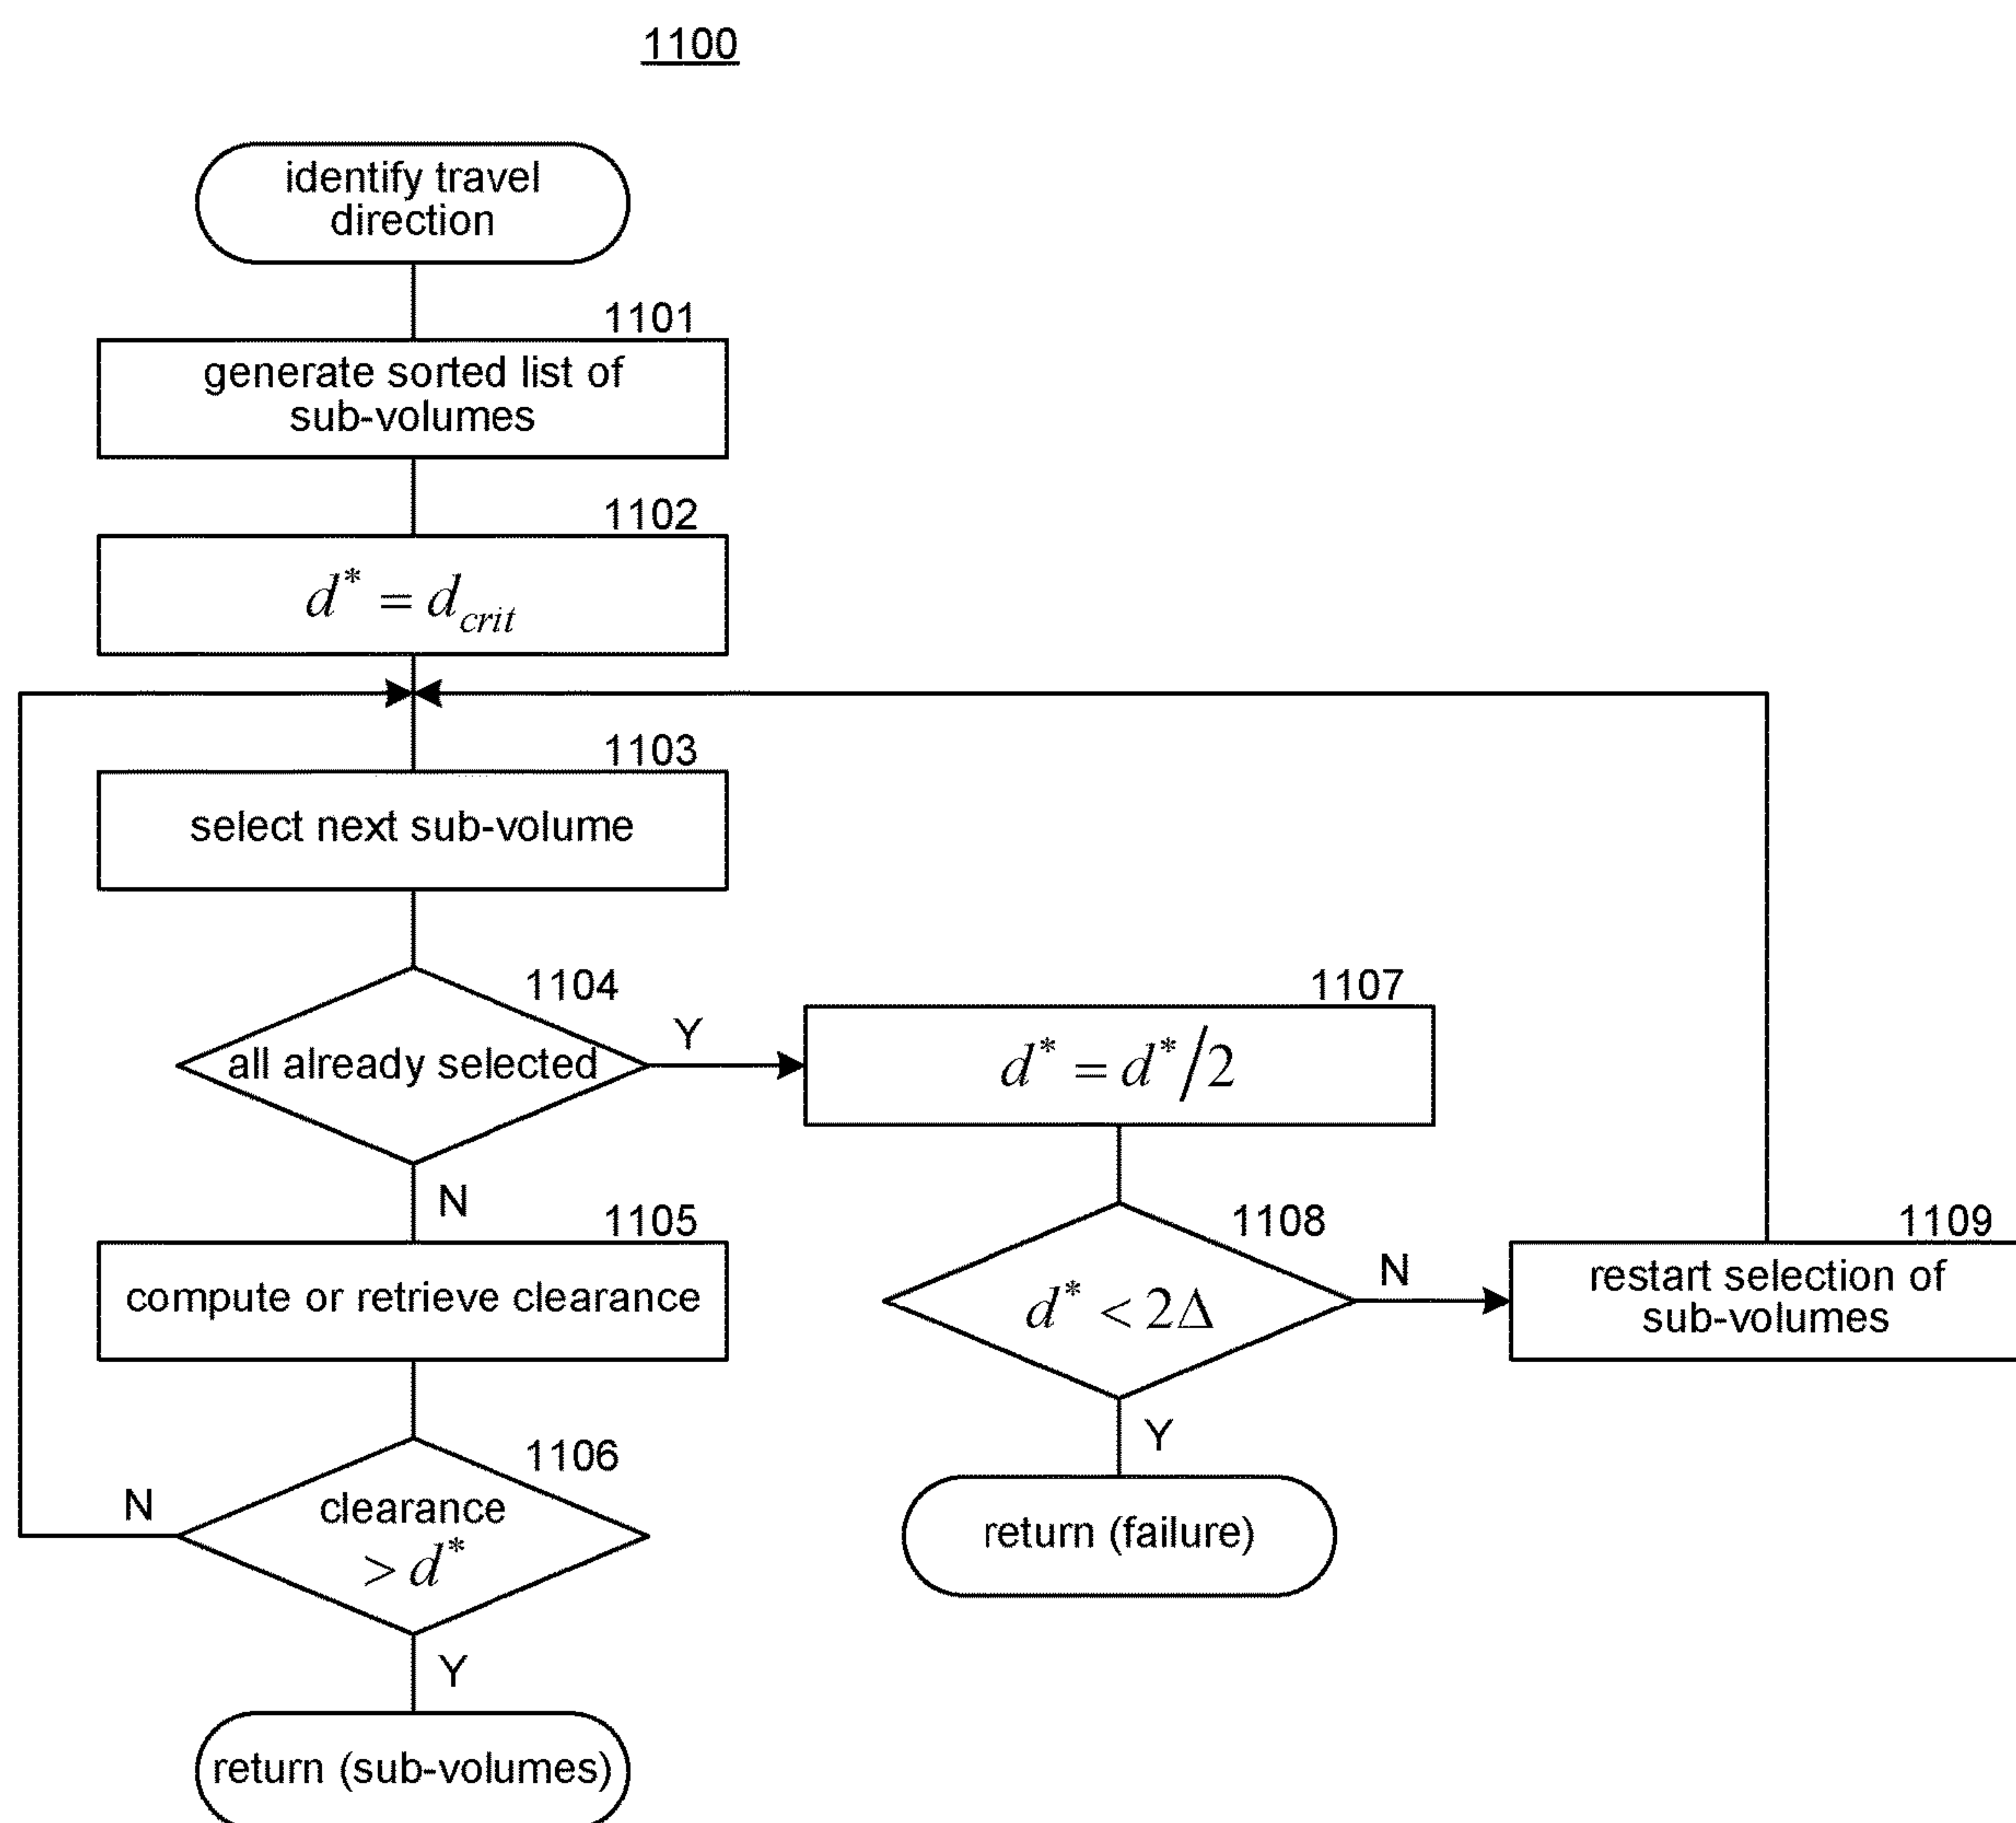 1100
identify travel
direction
1101
generate sorted list of
sub-volumes
1102
d* = d_crit
1103
select next sub-volume
1104
all already selected
Y
1107
d* = d*/2
N
1105
compute or retrieve clearance
1108
d* < 2Δ
N
1109
restart selection of
sub-volumes
1106
clearance
> d*
N
Y
return (failure)
Y
return (sub-volumes)